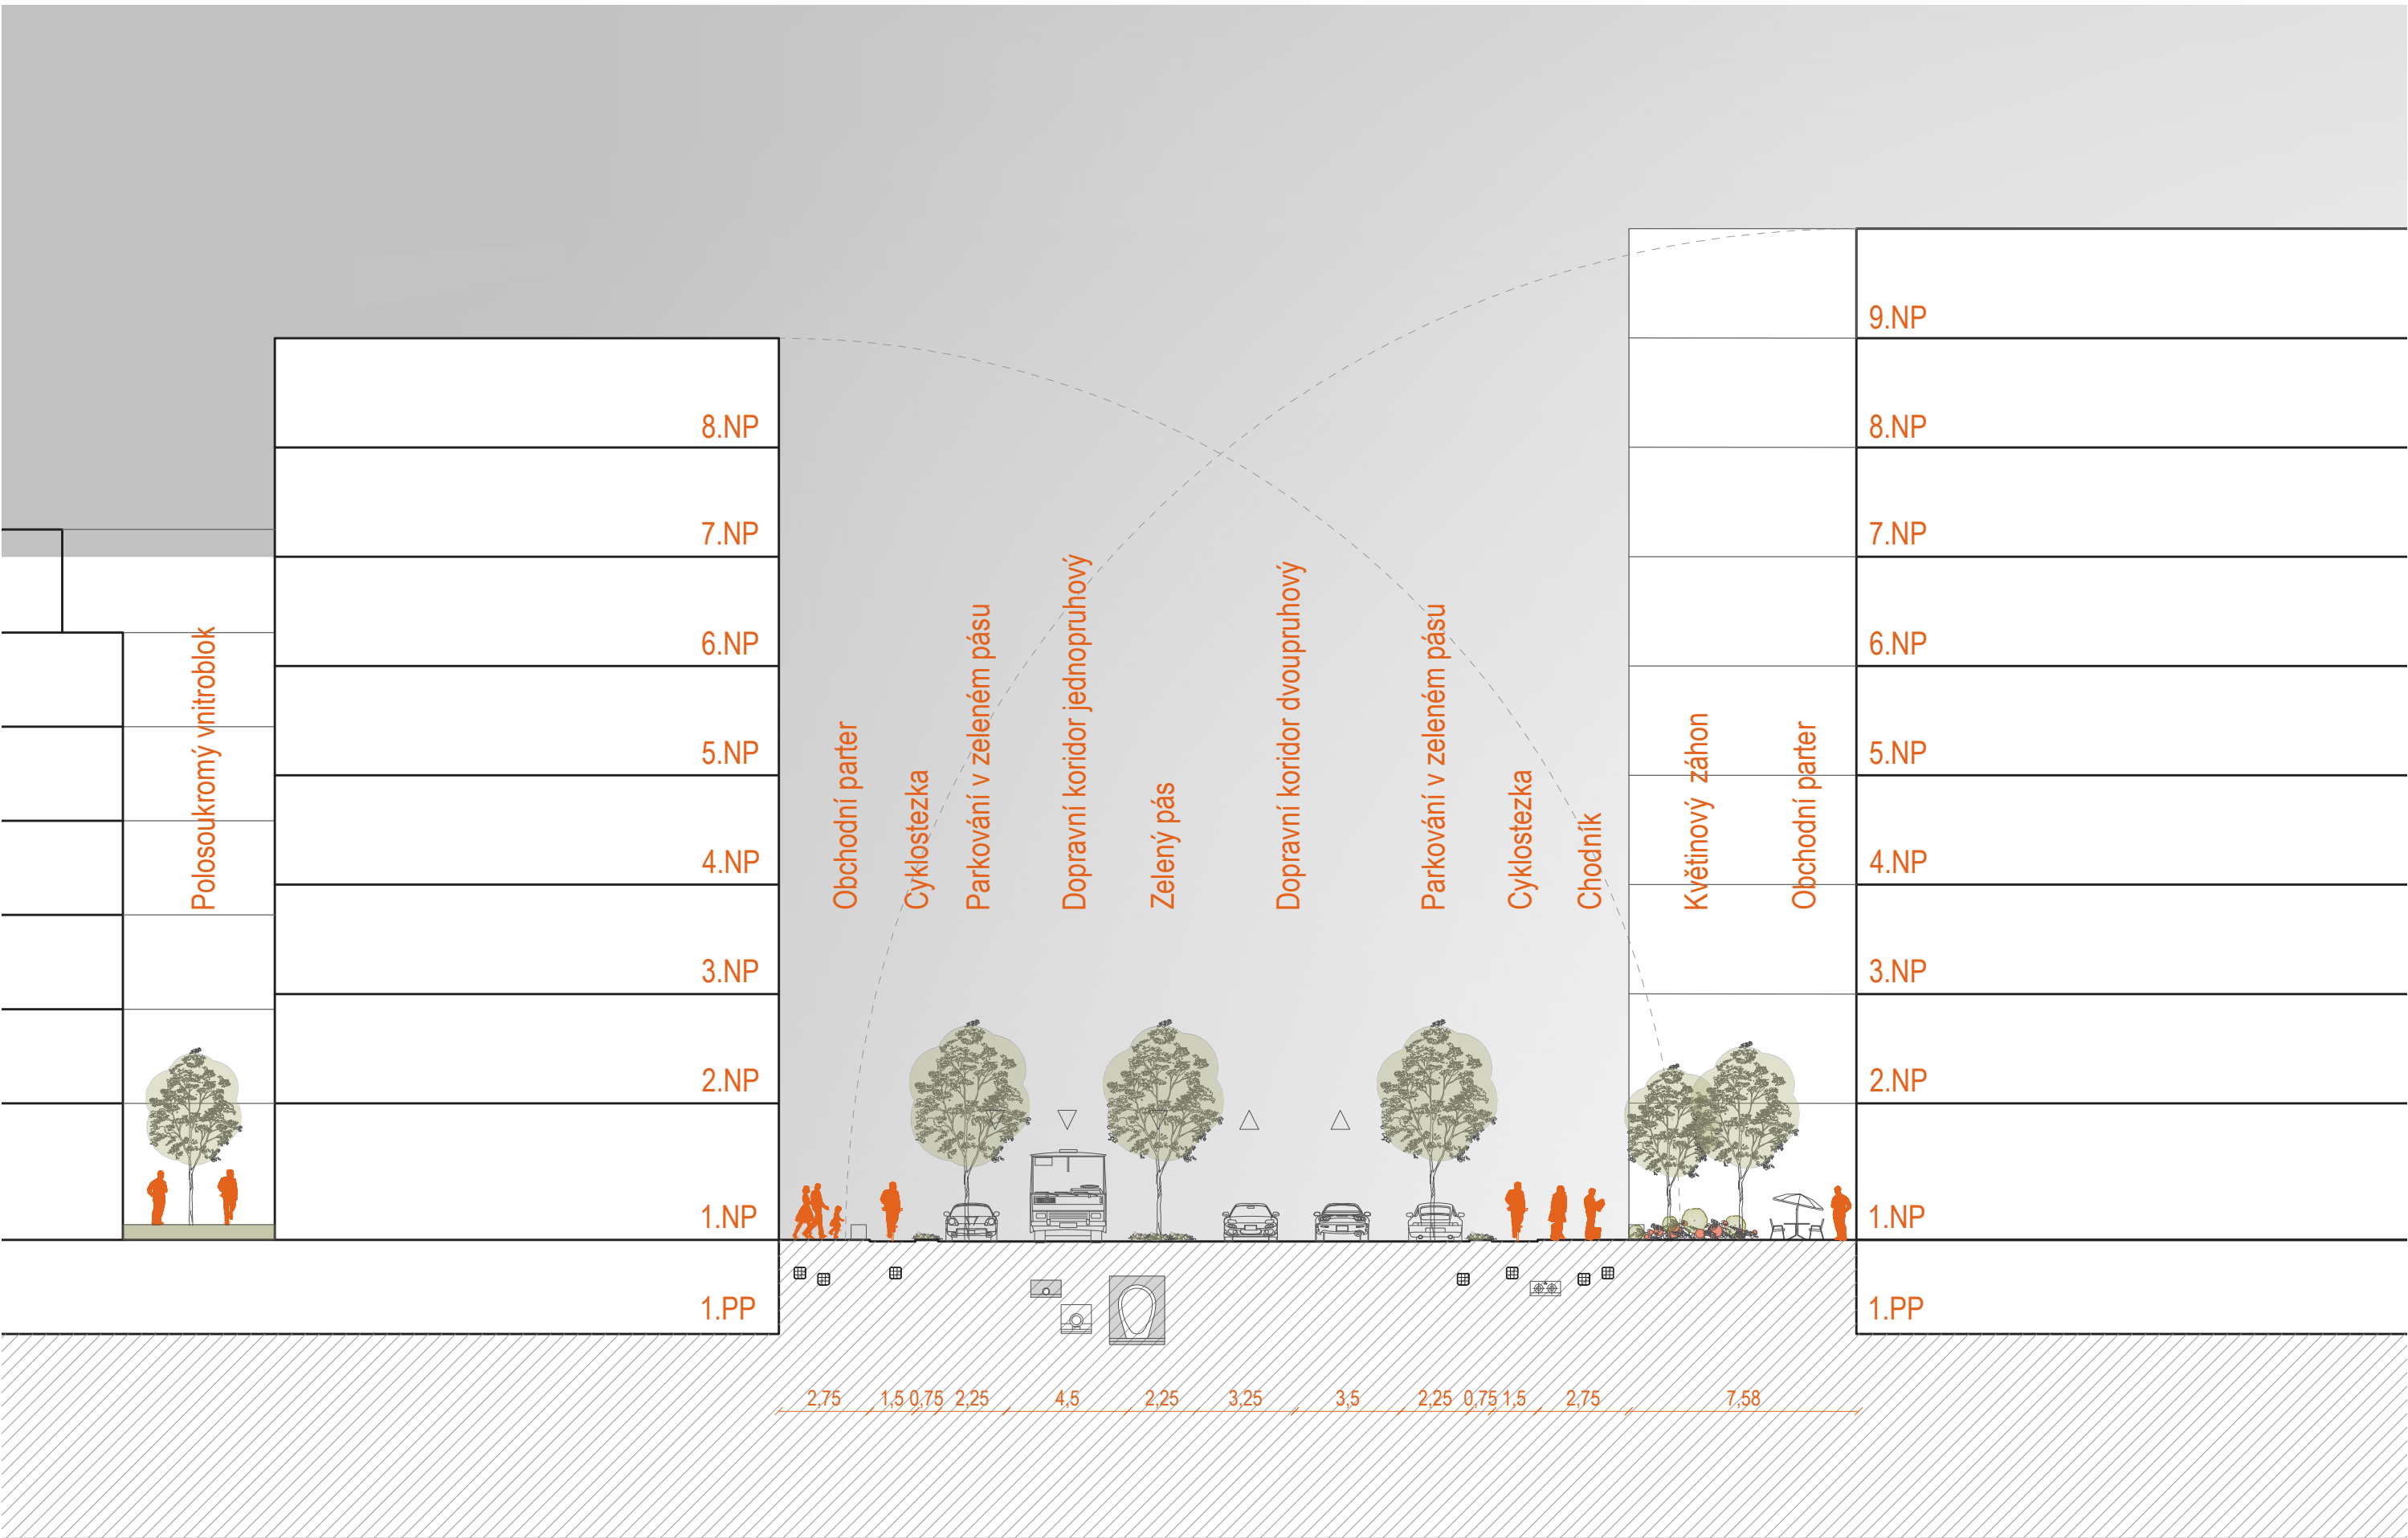 9.NP
8.NP
8.NP
7.NP
7.NP
6.NP
6.NP
5.NP
5.NP
4.NP
4.NP
3.NP
3.NP
2.NP
2.NP
1.NP
1.NP
1.PP
1.PP
Polosoukromý vnitroblok
Obchodní parter
Cyklostezka
Parkování v zeleném pásu
Dopravní koridor jednopruhový
Zelený pás
Dopravní koridor dvoupruhový
Parkování v zeleném pásu
Cyklostezka
Chodník
Květinový záhon
Obchodní parter
2,75 1,5 0,75 2,25 4,5 2,25 3,25 3,5 2,25 0,75 1,5 2,75 7,58